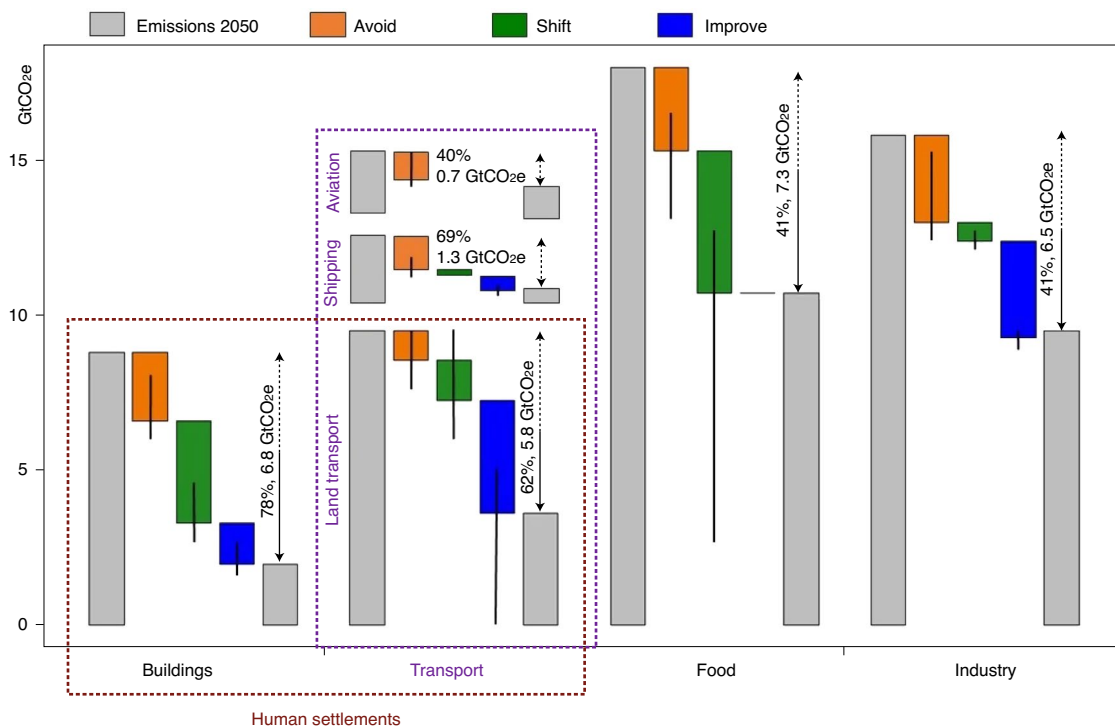 Emissions 2050
Avoid
Shift
Improve
GtCO2e
15
10
5
0
Aviation
40%
0.7 GtCO2e
Shipping
69%
1.3 GtCO2e
Land transport
78%, 6.8 GtCO2e
62%, 5.8 GtCO2e
41%, 7.3 GtCO2e
41%, 6.5 GtCO2e
Buildings
Transport
Food
Industry
Human settlements